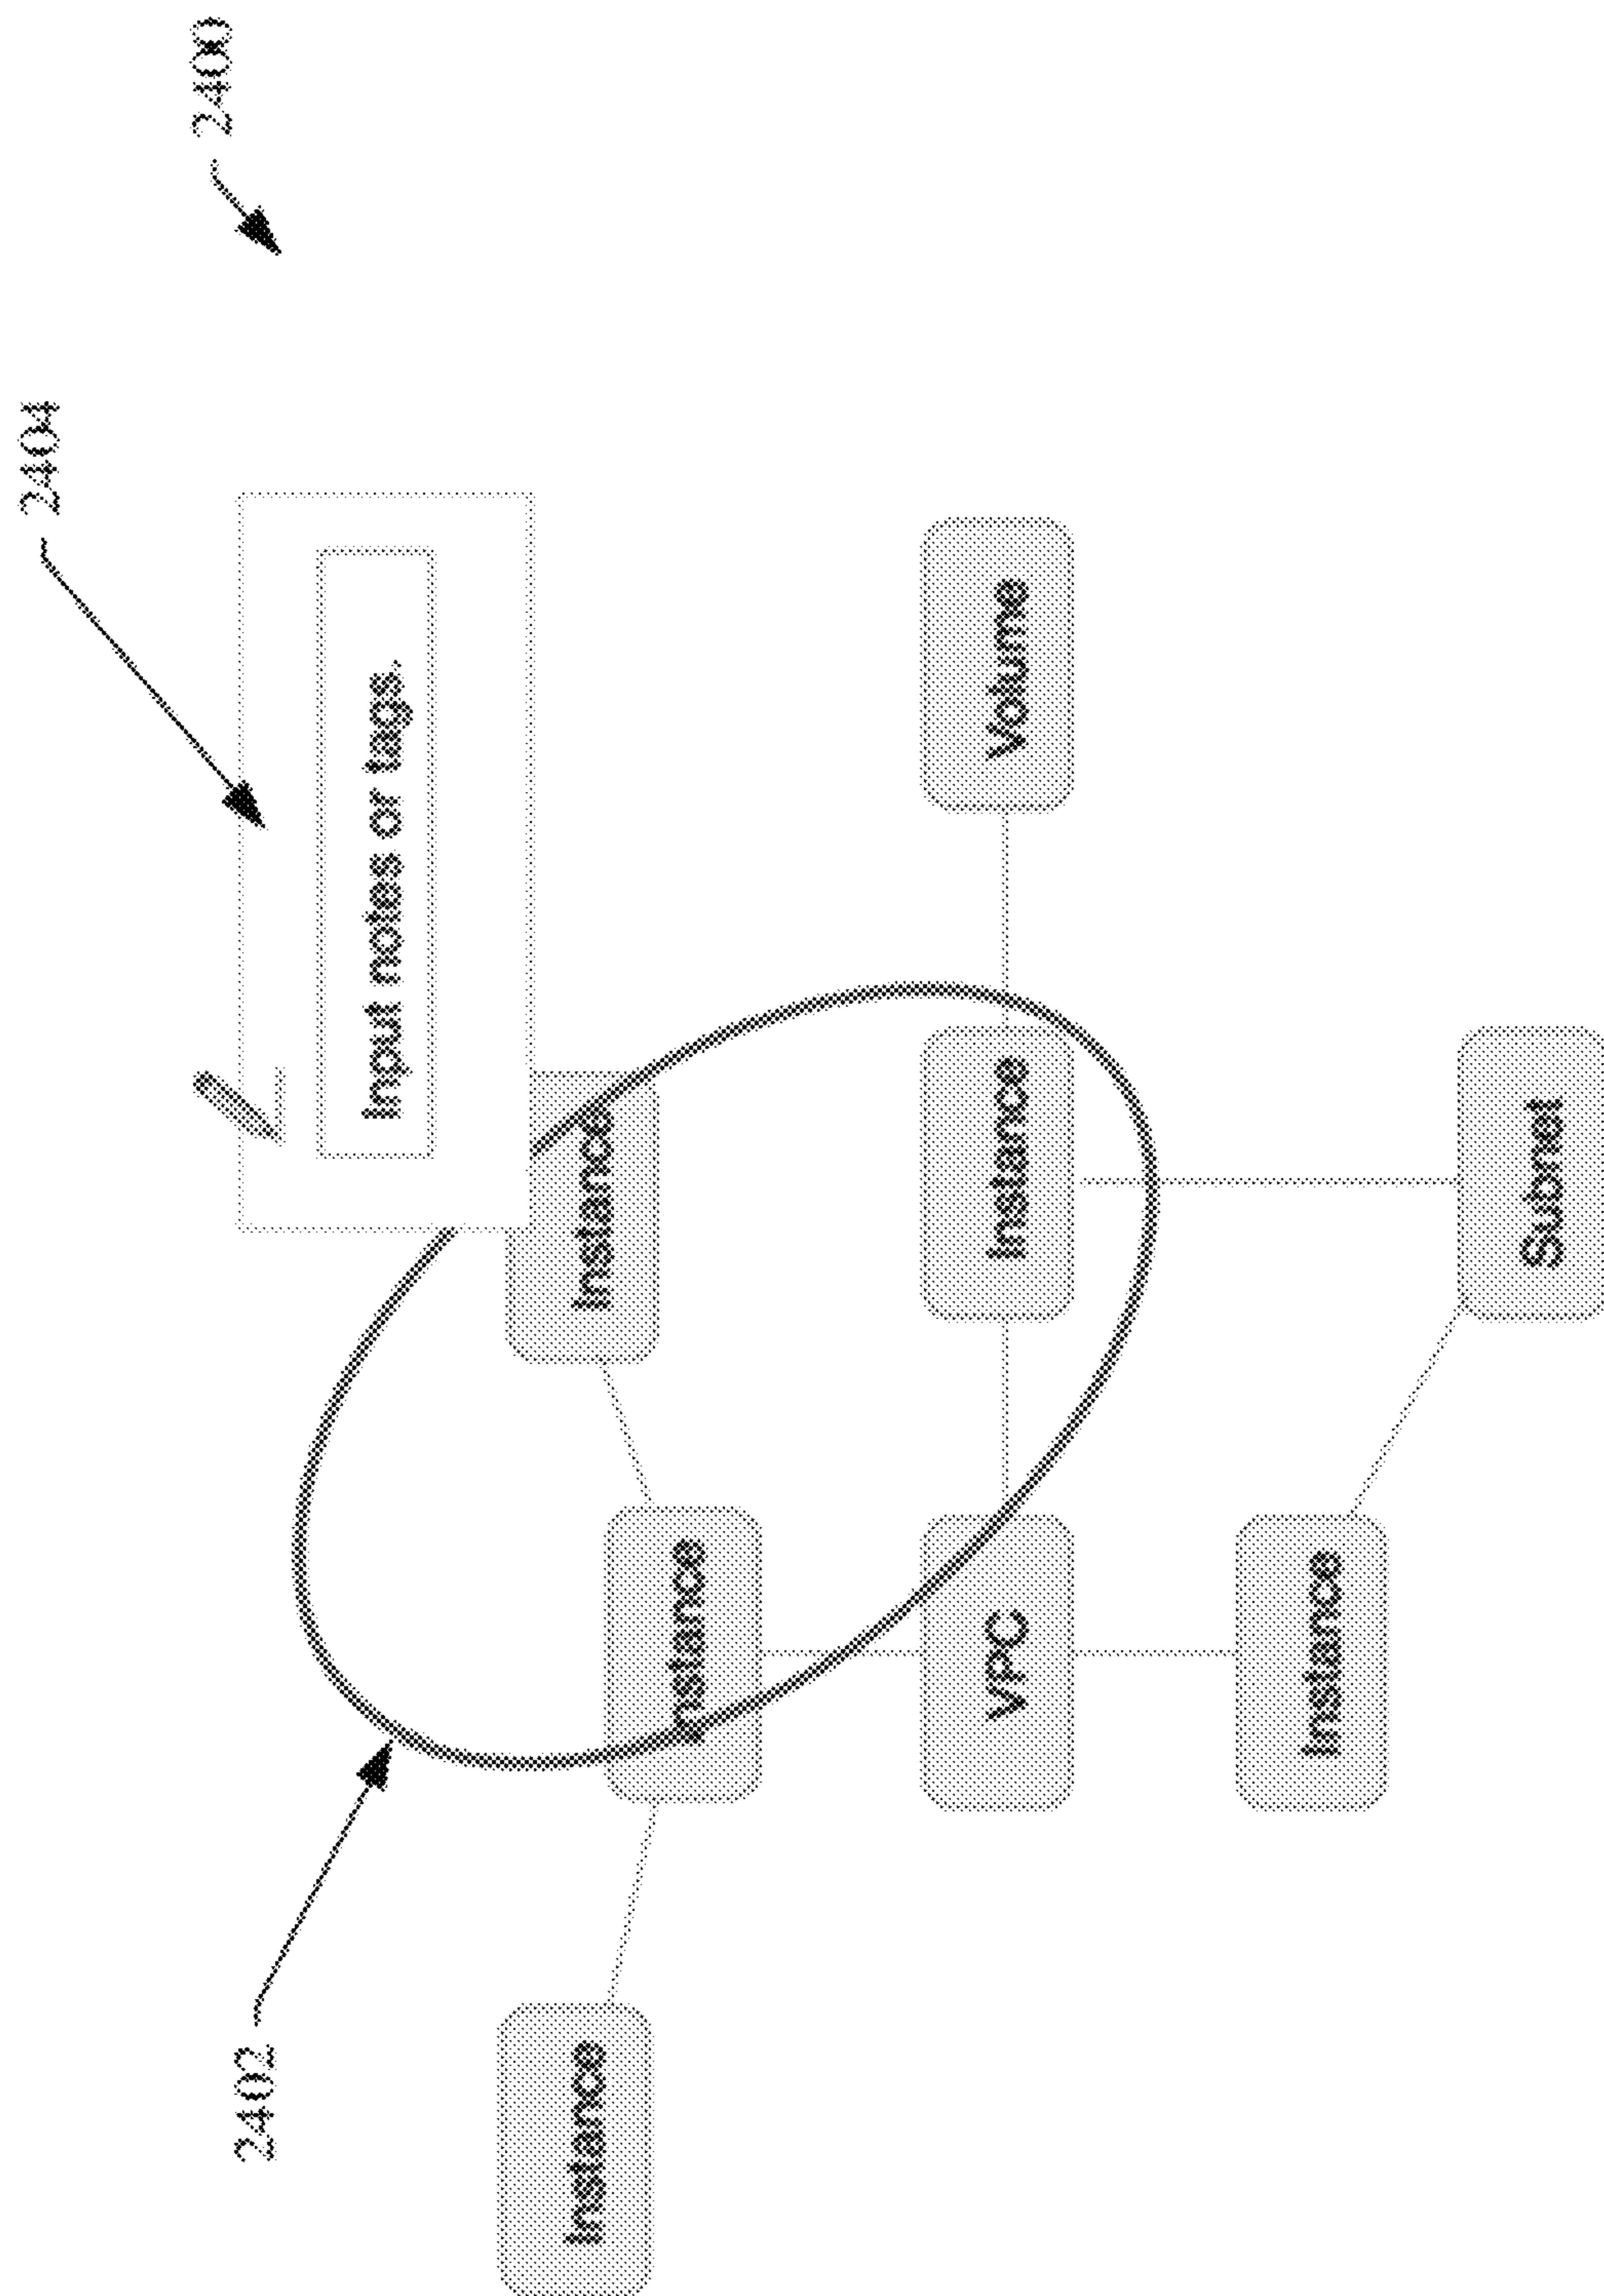 2404
2400
2402
Input notes or tags.
Instance
Instance
Instance
VPC
Instance
Volume
Instance
Subnet